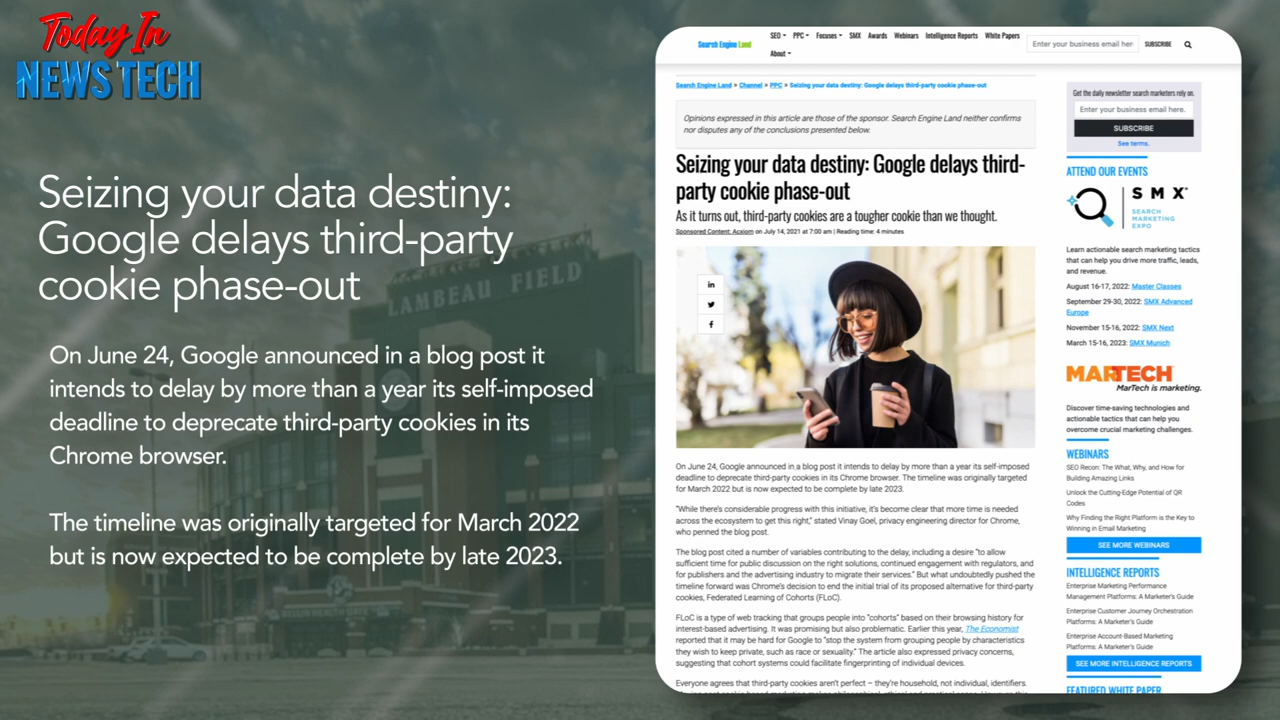 Today In
NEWS TECH
Seizing your data destiny:
Google delays third-party
cookie phase-out
On June 24, Google announced in a blog post it
intends to delay by more than a year its self-imposed
deadline to deprecate third-party cookies in its
Chrome browser.
The timeline was originally targeted for March 2022
but is now expected to be complete by late 2023.
LAMBEAU FIELD
Search Engine Land
SEO PPC Focuses SMX Awards Webinars Intelligence Reports White Papers
About
Enter your business email her
SUBSCRIBE
Search Engine Land » Channel » PPC » Seizing your data destiny: Google delays third-party cookie phase-out
Opinions expressed in this article are those of the sponsor. Search Engine Land neither confirms
nor disputes any of the conclusions presented below.
Seizing your data destiny: Google delays third-
party cookie phase-out
As it turns out, third-party cookies are a tougher cookie than we thought.
Sponsored Content: Acxiom on July 14, 2021 at 7:00 am | Reading time: 4 minutes
in
f
On June 24, Google announced in a blog post it intends to delay by more than a year its self-imposed
deadline to deprecate third-party cookies in its Chrome browser. The timeline was originally targeted
for March 2022 but is now expected to be complete by late 2023.
"While there's considerable progress with this initiative, it's become clear that more time is needed
across the ecosystem to get this right," stated Vinay Goel, privacy engineering director for Chrome,
who penned the blog post.
The blog post cited a number of variables contributing to the delay, including a desire "to allow
sufficient time for public discussion on the right solutions, continued engagement with regulators, and
for publishers and the advertising industry to migrate their services." But what undoubtedly pushed the
timeline forward was Chrome's decision to end the initial trial of its proposed alternative for third-party
cookies, Federated Learning of Cohorts (FLoC).
FLoC is a type of web tracking that groups people into "cohorts" based on their browsing history for
interest-based advertising. It was promising but also problematic. Earlier this year, The Economist
reported that it may be hard for Google to "stop the system from grouping people by characteristics
they wish to keep private, such as race or sexuality." The article also expressed privacy concerns,
suggesting that cohort systems could facilitate fingerprinting of individual devices.
Everyone agrees that third-party cookies aren't perfect – they're household, not individual, identifiers.
Get the daily newsletter search marketers rely on.
Enter your business email here.
SUBSCRIBE
See terms.
ATTEND OUR EVENTS
SMX
SEARCH
MARKETING
EXPO
Learn actionable search marketing tactics
that can help you drive more traffic, leads,
and revenue.
August 16-17, 2022: Master Classes
September 29-30, 2022: SMX Advanced
Europe
November 15-16, 2022: SMX Next
March 15-16, 2023: SMX Munich
MARTECH
MarTech is marketing.
Discover time-saving technologies and
actionable tactics that can help you
overcome crucial marketing challenges.
WEBINARS
SEO Recon: The What, Why, and How for
Building Amazing Links
Unlock the Cutting-Edge Potential of QR
Codes
Why Finding the Right Platform is the Key to
Winning in Email Marketing
SEE MORE WEBINARS
INTELLIGENCE REPORTS
Enterprise Marketing Performance
Management Platforms: A Marketer's Guide
Enterprise Customer Journey Orchestration
Platforms: A Marketer's Guide
Enterprise Account-Based Marketing
Platforms: A Marketer's Guide
SEE MORE INTELLIGENCE REPORTS
FEATURED WHITE PAPER